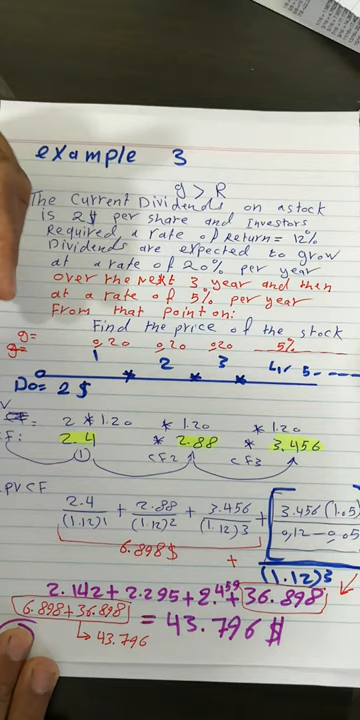 example 3
g > R
The Current Dividends on a stock
is 2$ per share and Investors
Required a rate of Return = 12%
Dividends are expected to grow
at a rate of 20% per year
over the next 3 year and then
at a rate of 5% per year
From that point on:
Find the price of the stock
g= 0,20 0,20 0,20 5%
g=
1 2 3 4, 5 - - - -
D0 = 2 $
V
CF: 2 * 1.20 * 1.20 * 1.20
2.4 * 2.88 * 3.456
(1) CF2 CF3
PVCF
2.4/(1.12)1 + 2.88/(1.12)2 + 3.456/(1.12)3 + [3.456 (1.05)/0,12-0,05]
6.898$ + (1.12)3
2.142 + 2.295 + 2.459 + 36.898
6.898 + 36.898 = 43.796 $
43.796